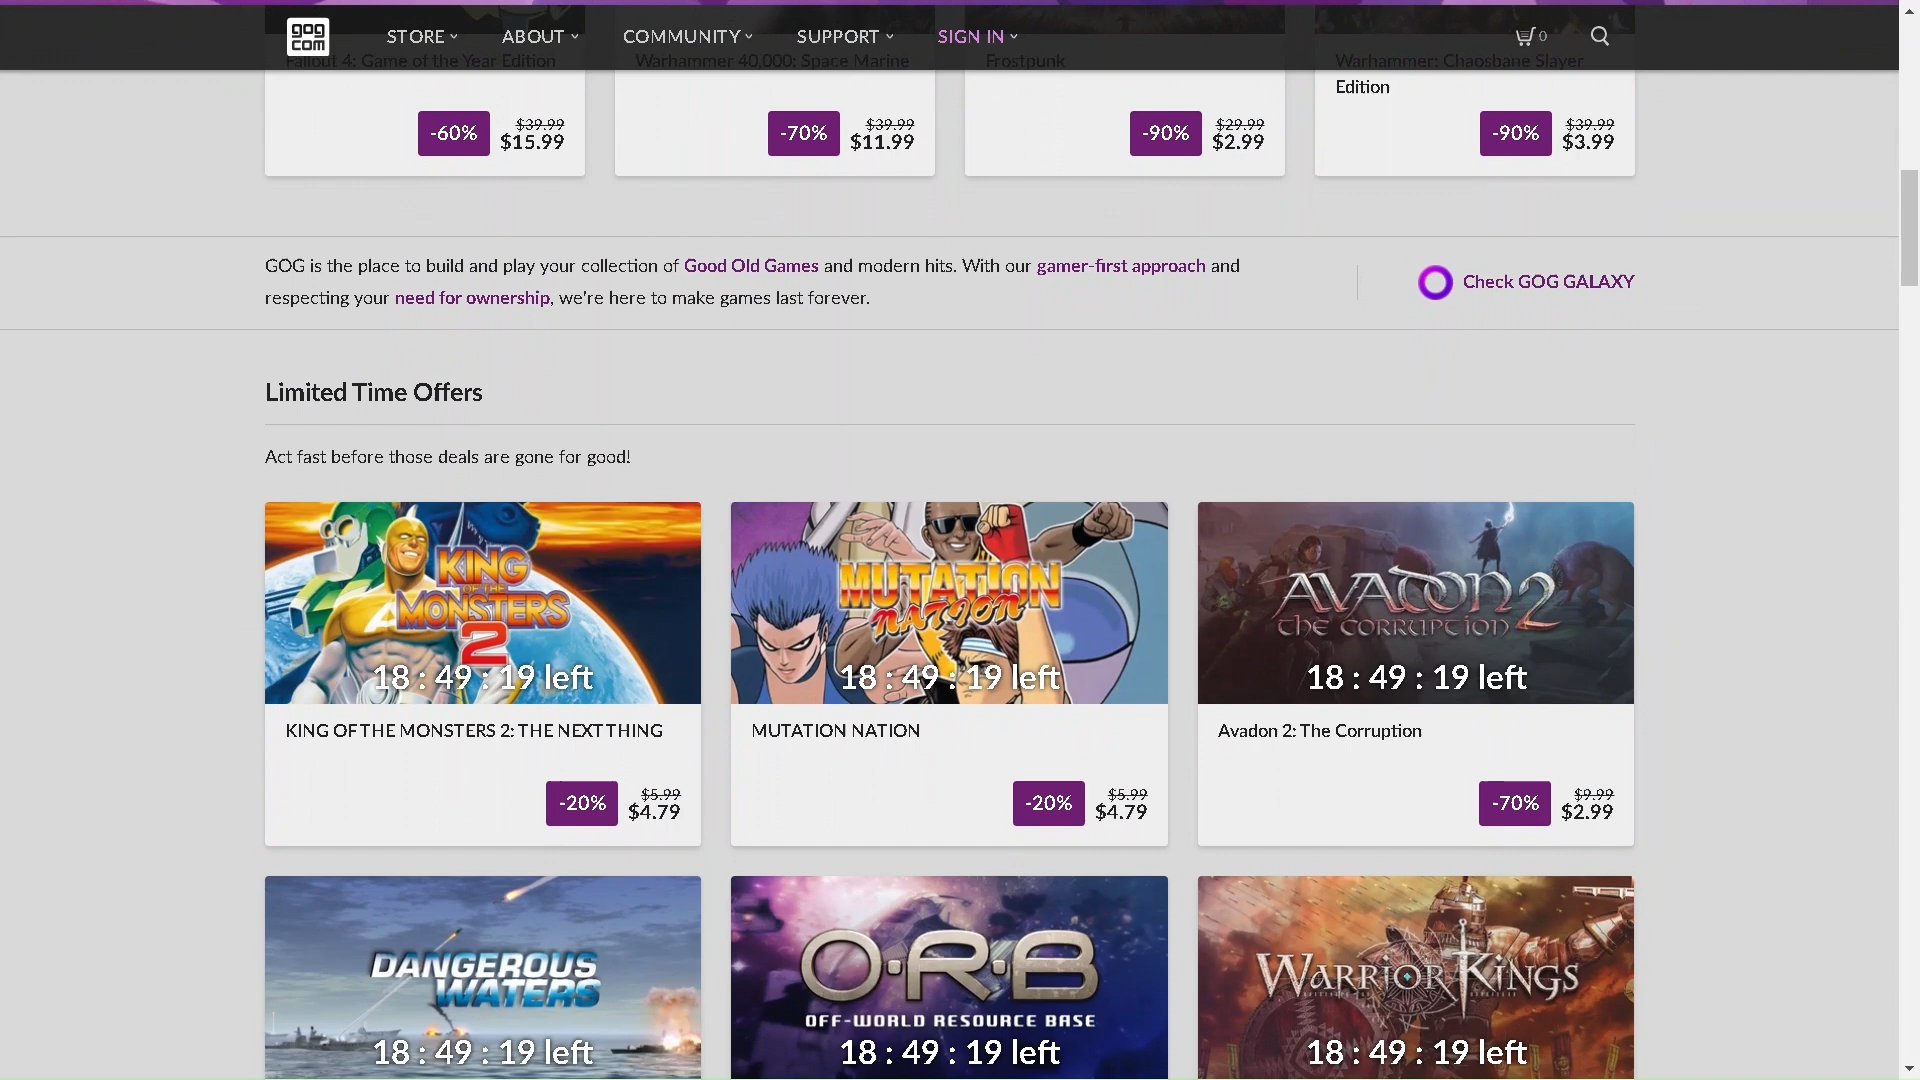 gog
com
STORE
ABOUT
COMMUNITY
SUPPORT
SIGN IN
0
Fallout 4: Game of the Year Edition
Warhammer 40,000: Space Marine
Frostpunk
Warhammer: Chaosbane Slayer
Edition
-60%
$39.99
$15.99
-70%
$39.99
$11.99
-90%
$29.99
$2.99
-90%
$39.99
$3.99
GOG is the place to build and play your collection of Good Old Games and modern hits. With our gamer-first approach and
respecting your need for ownership, we're here to make games last forever.
Check GOG GALAXY
Limited Time Offers
Act fast before those deals are gone for good!
KING
OF THE
MONSTERS
2
18 : 49 : 19 left
MUTATION
NATION
18 : 49 : 19 left
AVADON 2
THE CORRUPTION
18 : 49 : 19 left
KING OF THE MONSTERS 2: THE NEXT THING
-20%
$5.99
$4.79
MUTATION NATION
-20%
$5.99
$4.79
Avadon 2: The Corruption
-70%
$9.99
$2.99
DANGEROUS
WATERS
18 : 49 : 19 left
O·R·B
OFF-WORLD RESOURCE BASE
18 : 49 : 19 left
WARRIOR KINGS
18 : 49 : 19 left